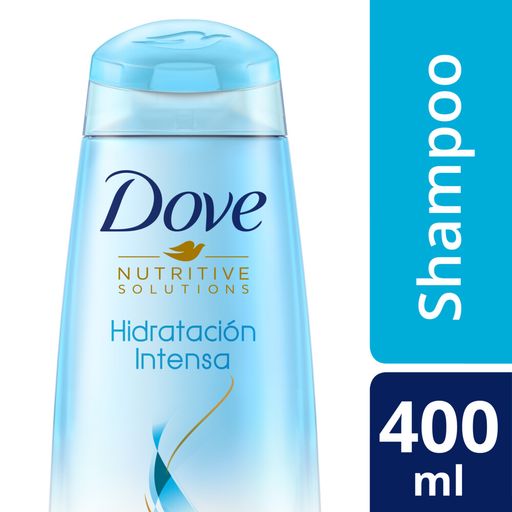 Dove
NUTRITIVE
SOLUTIONS
Hidratación
Intensa
Shampoo
400
ml